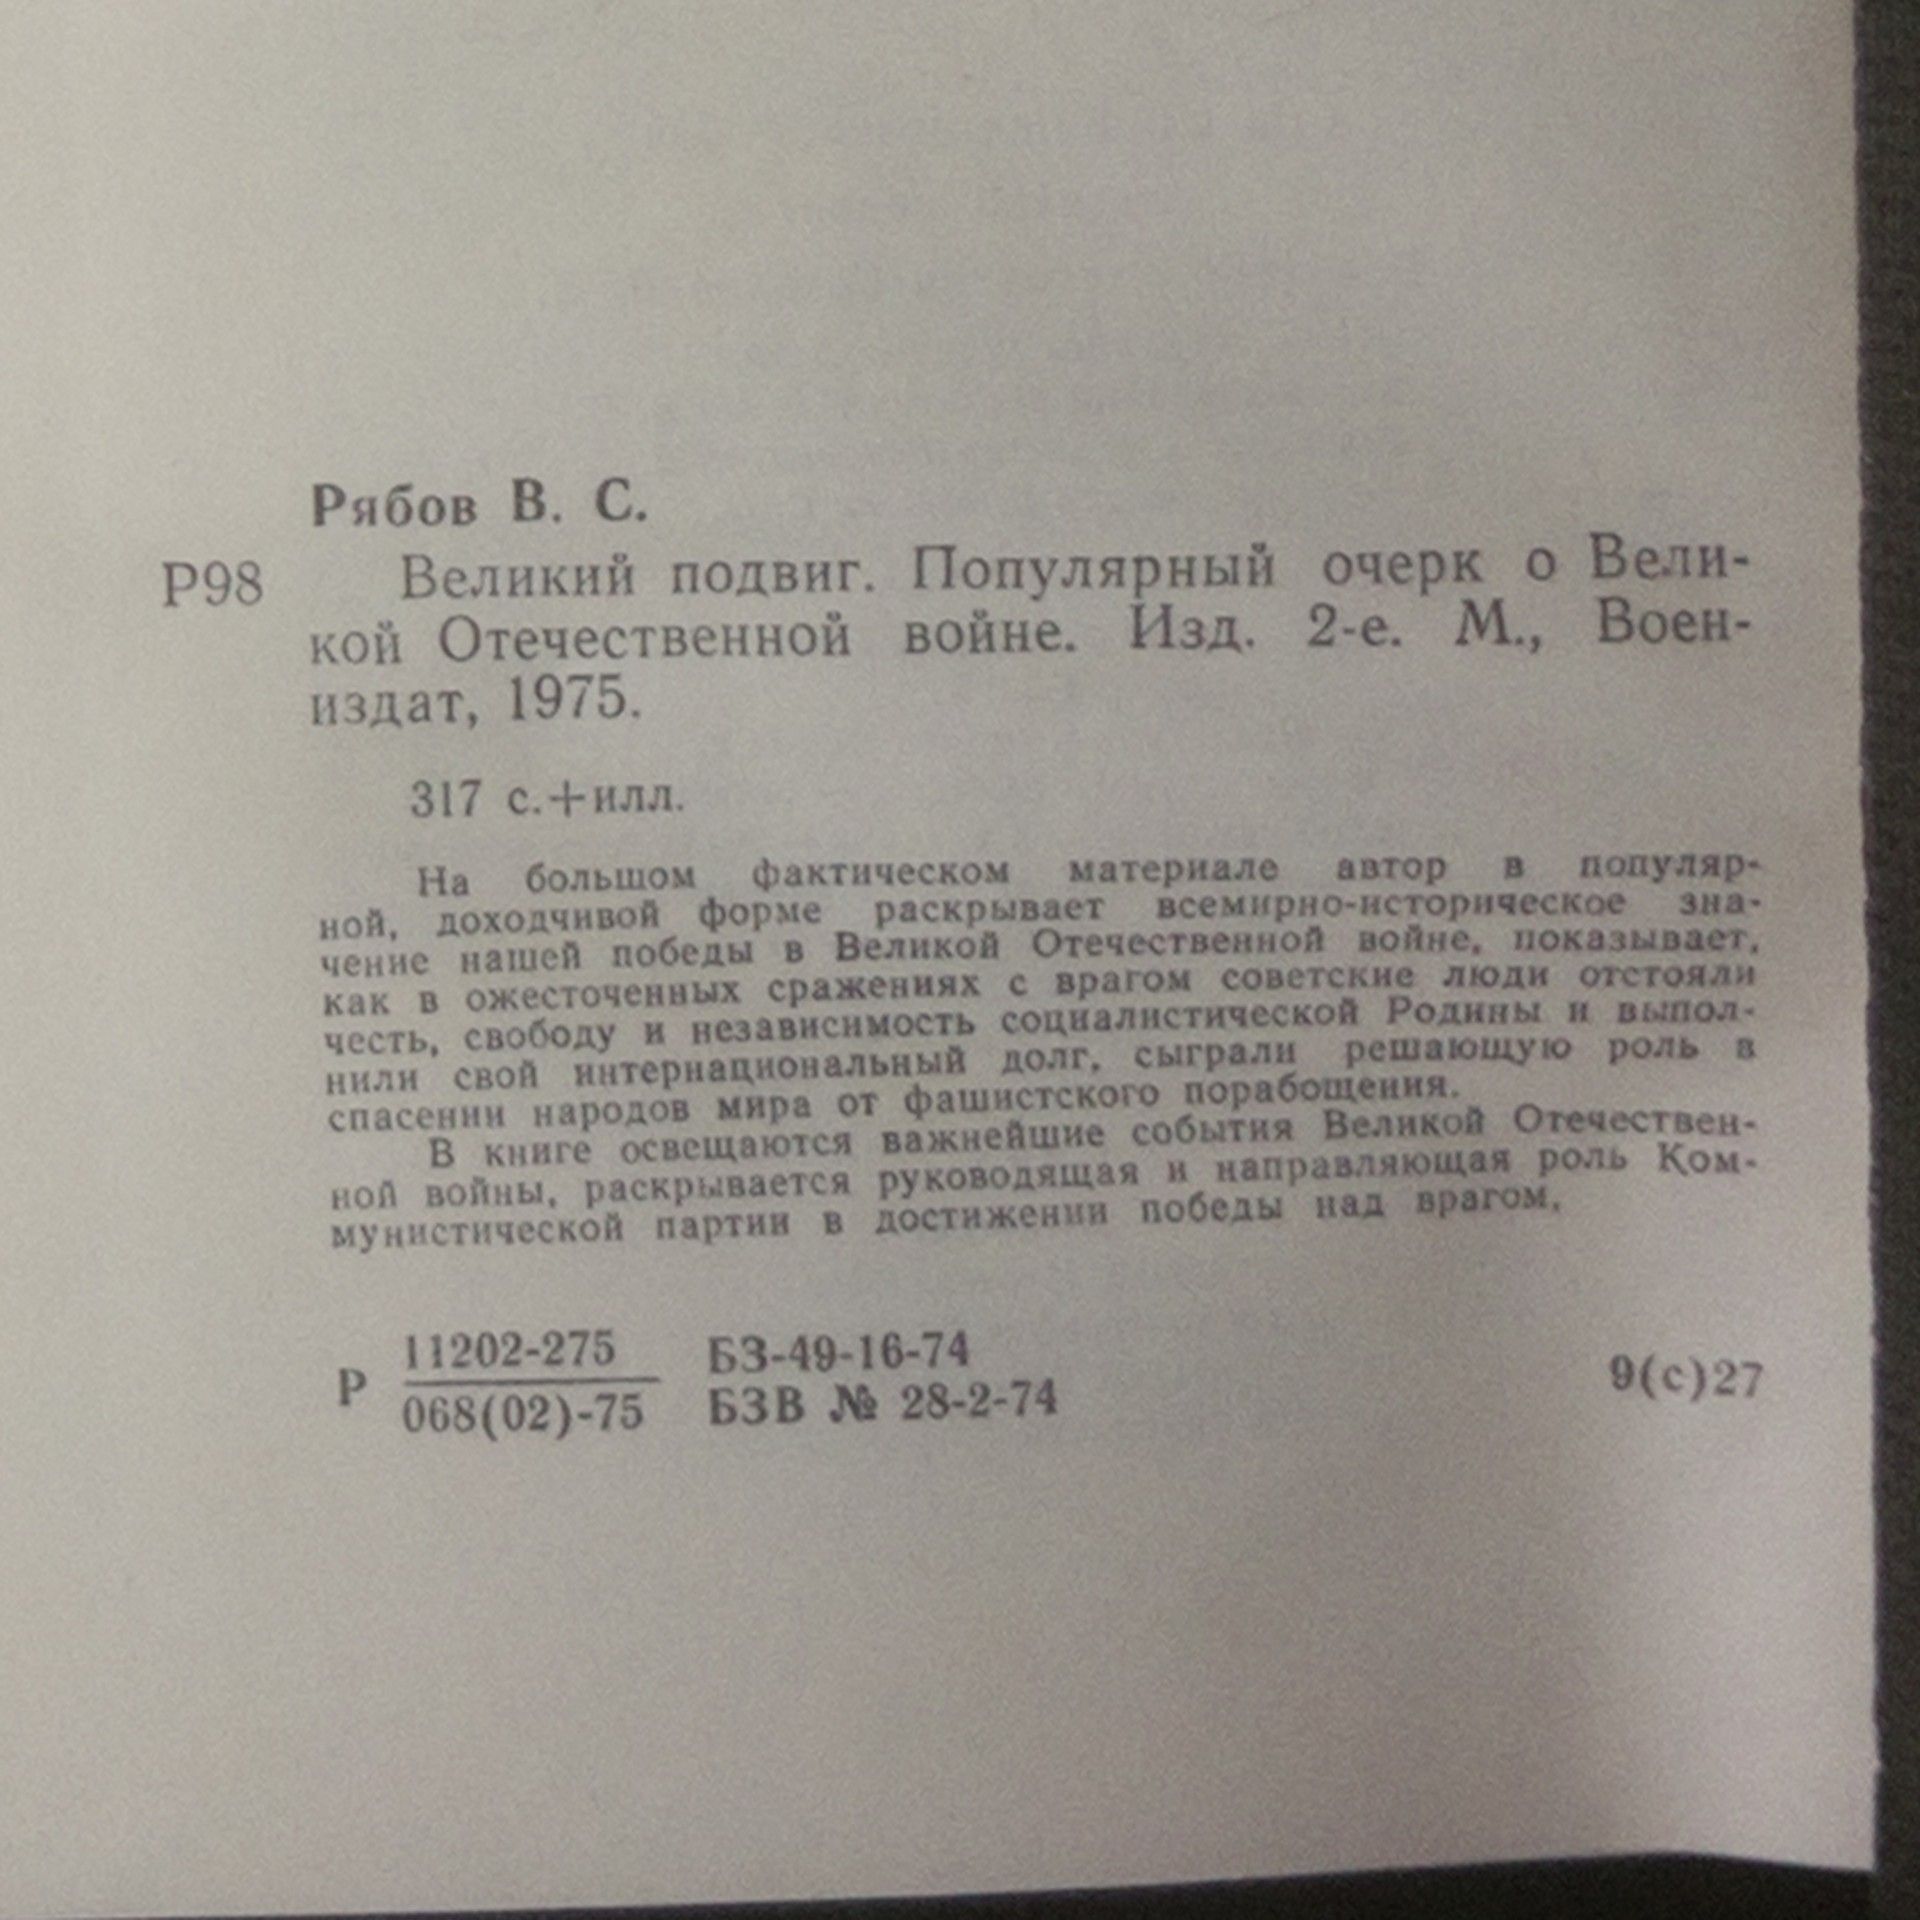 Рябов В. С.
Р98 Великий подвиг. Популярный очерк о Вели-
кой Отечественной войне. Изд. 2-е. М., Воен-
издат, 1975.
317 с.+илл.
На большом фактическом материале автор в популяр-
ной, доходчивой форме раскрывает всемирно-историческое зна-
чение нашей победы в Великой Отечественной войне, показывает,
как в ожесточенных сражениях с врагом советские люди отстояли
честь, свободу и независимость социалистической Родины и выпол-
нили свой интернациональный долг, сыграли решающую роль в
спасении народов мира от фашистского порабощения.
В книге освещаются важнейшие события Великой Отечествен-
ной войны, раскрывается руководящая и направляющая роль Ком-
мунистической партии в достижении победы над врагом.
Р 11202-275 БЗ-49-16-74
068(02)-75 БЗВ № 28-2-74 9(с)27